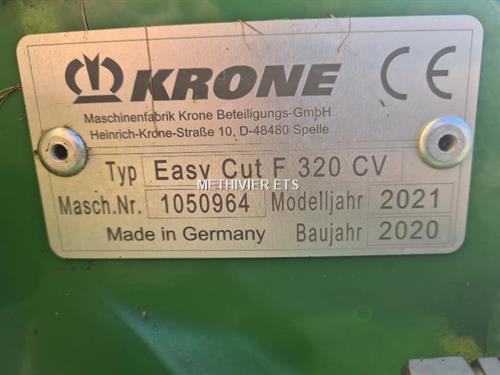 KRONE CE
Maschinenfabrik Krone Beteiligungs-GmbH
Heinrich-Krone-Straße 10, D-48480 Spelle
Typ Easy Cut F 320 CV
METHIVIER ETS
Masch.Nr. 1050964 Modelljahr 2021
Made in Germany Baujahr 2020